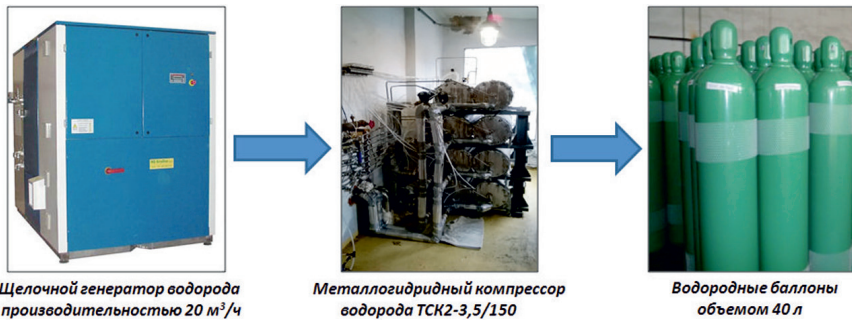 Щелочной генератор водорода
производительностью 20 м³/ч
Металлогидридный компрессор
водорода ТСК2-3,5/150
Водородные баллоны
объемом 40 л